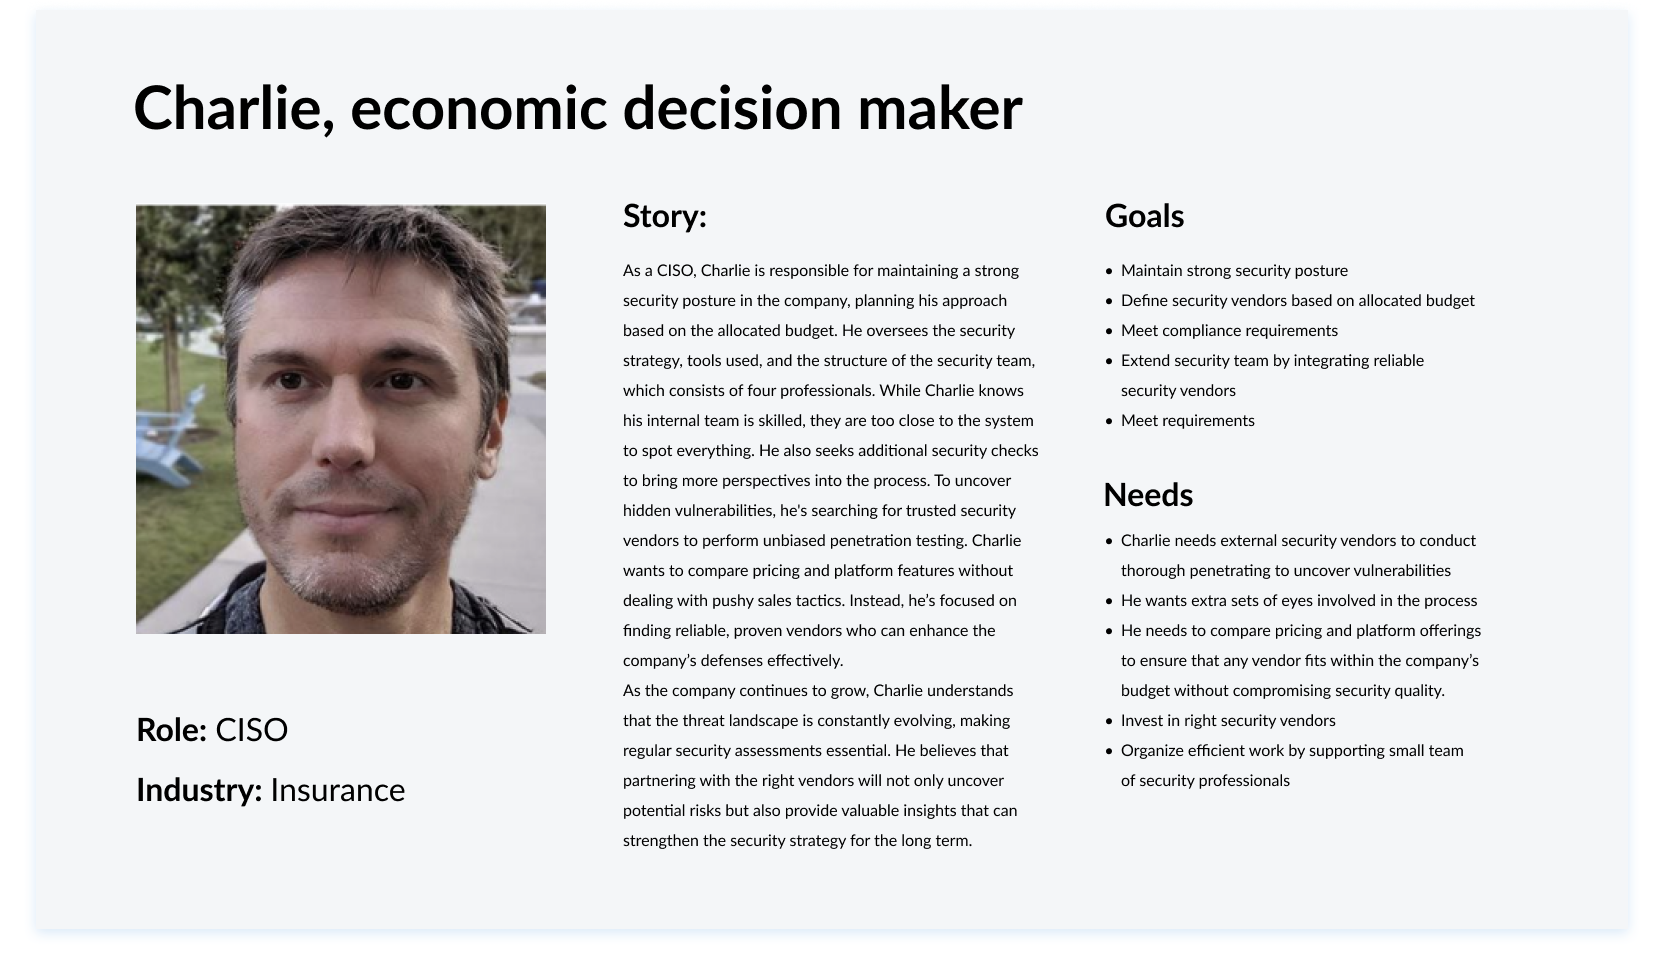 Charlie, economic decision maker
Role: CISO
Industry: Insurance
Story:
As a CISO, Charlie is responsible for maintaining a strong
security posture in the company, planning his approach
based on the allocated budget. He oversees the security
strategy, tools used, and the structure of the security team,
which consists of four professionals. While Charlie knows
his internal team is skilled, they are too close to the system
to spot everything. He also seeks additional security checks
to bring more perspectives into the process. To uncover
hidden vulnerabilities, he's searching for trusted security
vendors to perform unbiased penetration testing. Charlie
wants to compare pricing and platform features without
dealing with pushy sales tactics. Instead, he’s focused on
finding reliable, proven vendors who can enhance the
company’s defenses effectively.
As the company continues to grow, Charlie understands
that the threat landscape is constantly evolving, making
regular security assessments essential. He believes that
partnering with the right vendors will not only uncover
potential risks but also provide valuable insights that can
strengthen the security strategy for the long term.
Goals
• Maintain strong security posture
• Define security vendors based on allocated budget
• Meet compliance requirements
• Extend security team by integrating reliable
security vendors
• Meet requirements
Needs
• Charlie needs external security vendors to conduct
thorough penetrating to uncover vulnerabilities
• He wants extra sets of eyes involved in the process
• He needs to compare pricing and platform offerings
to ensure that any vendor fits within the company’s
budget without compromising security quality.
• Invest in right security vendors
• Organize efficient work by supporting small team
of security professionals